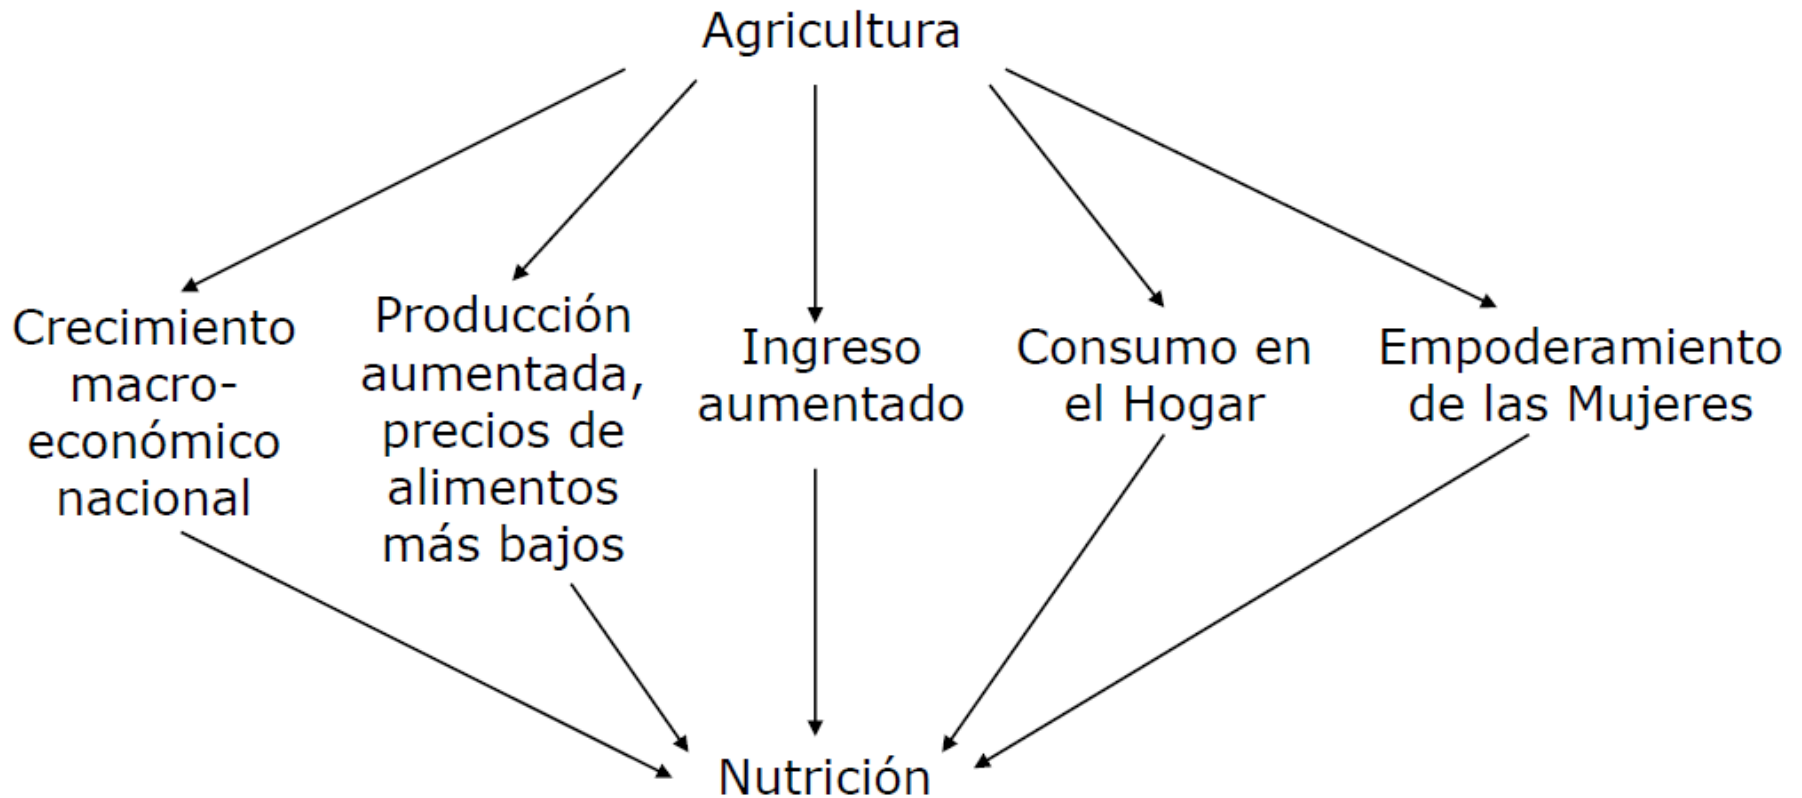 Agricultura
Crecimiento
macro-
económico
nacional
Producción
aumentada,
precios de
alimentos
más bajos
Ingreso
aumentado
Consumo en
el Hogar
Empoderamiento
de las Mujeres
Nutrición